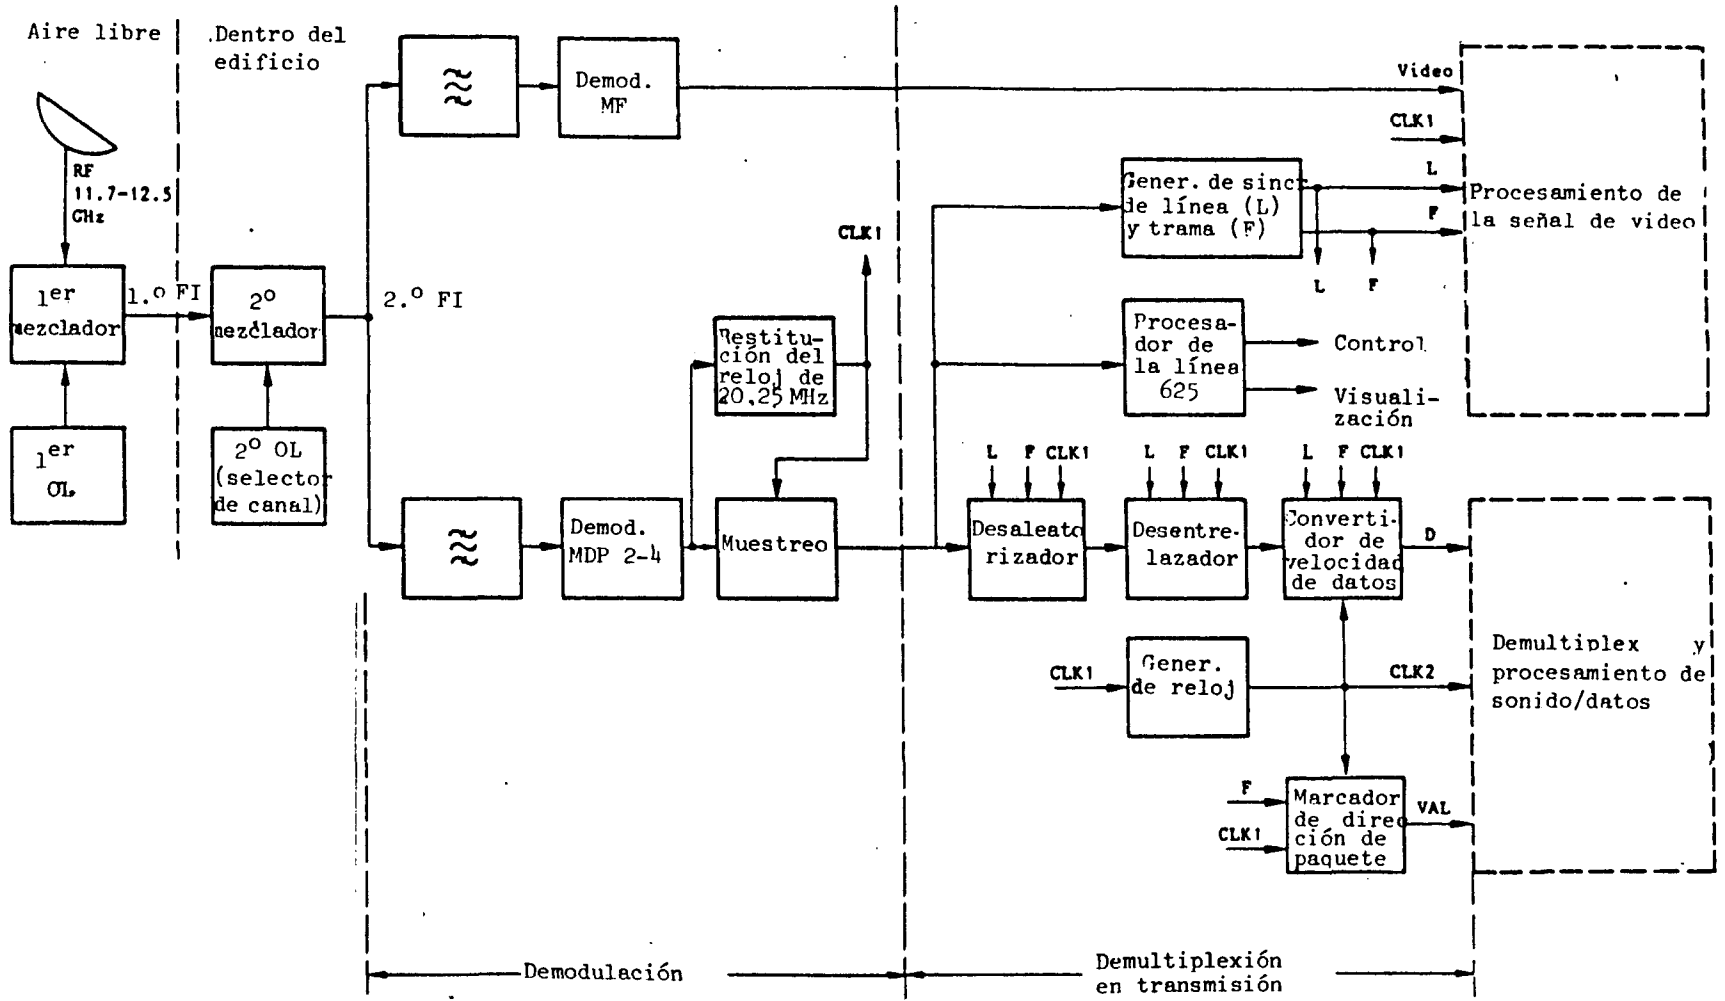 Aire libre
.Dentro del
edificio
RF
11.7-12.5
GHz
1er
mezclador
1.º FI
2º
mezclador
2.º FI
1er
OL
2º OL
(selector
de canal)
Demod.
MF
Demod.
MDP 2-4
Restitu-
ción del
reloj de
20,25 MHz
CLK1
Muestreo
Video
CLK1
L
F
Gener. de sincr
de línea (L)
y trama (F)
L F
Procesamiento de
la señal de video
Procesa-
dor de
la línea
625
Control
Visuali-
zación
L F CLK1
L F CLK1
L F CLK1
Desaleato
rizador
Desentre-
lazador
Converti-
dor de
velocidad
de datos
D
CLK1
Gener.
de reloj
CLK2
Demultiplex y
procesamiento de
sonido/datos
F
CLK1
Marcador
de direc
ción de
paquete
VAL
Demodulación
Demultiplexión
en transmisión